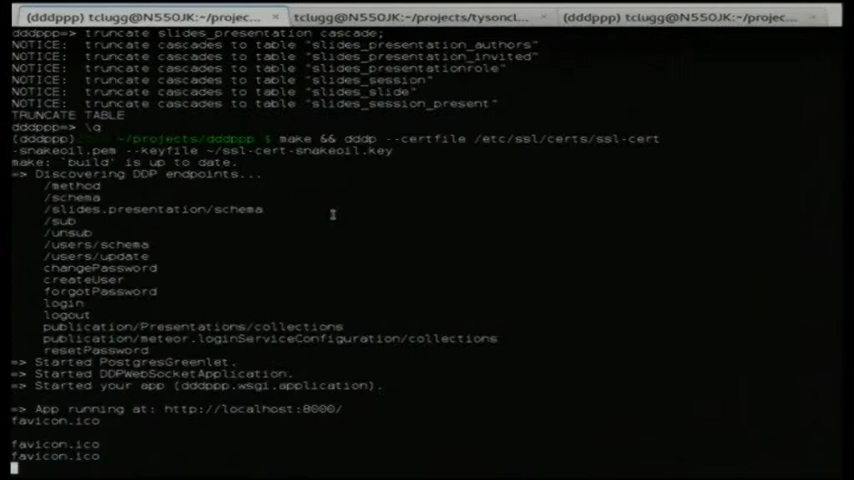 (dddppp) tclugg@N550JK:~/projec... × tclugg@N550JK:~/projects/tysoncl... × (dddppp) tclugg@N550JK:~/projec... ×
dddppp=> truncate slides_presentation cascade;
NOTICE:  truncate cascades to table "slides_presentation_authors"
NOTICE:  truncate cascades to table "slides_presentation_invited"
NOTICE:  truncate cascades to table "slides_presentationrole"
NOTICE:  truncate cascades to table "slides_session"
NOTICE:  truncate cascades to table "slides_slide"
NOTICE:  truncate cascades to table "slides_session_present"
TRUNCATE TABLE
dddppp=> \q
(dddppp) ~/projects/dddppp $ make && dddp --certfile /etc/ssl/certs/ssl-cert
-snakeoil.pem --keyfile ~/ssl-cert-snakeoil.key
make: `build' is up to date.
=> Discovering DDP endpoints...
/method
/schema
/slides.presentation/schema
/sub
/unsub
/users/schema
/users/update
changePassword
createUser
forgotPassword
login
logout
publication/Presentations/collections
publication/meteor.loginServiceConfiguration/collections
resetPassword
=> Started PostgresGreenlet.
=> Started DDPWebSocketApplication.
=> Started your app (dddppp.wsgi.application).
=> App running at: http://localhost:8000/
favicon.ico
favicon.ico
favicon.ico